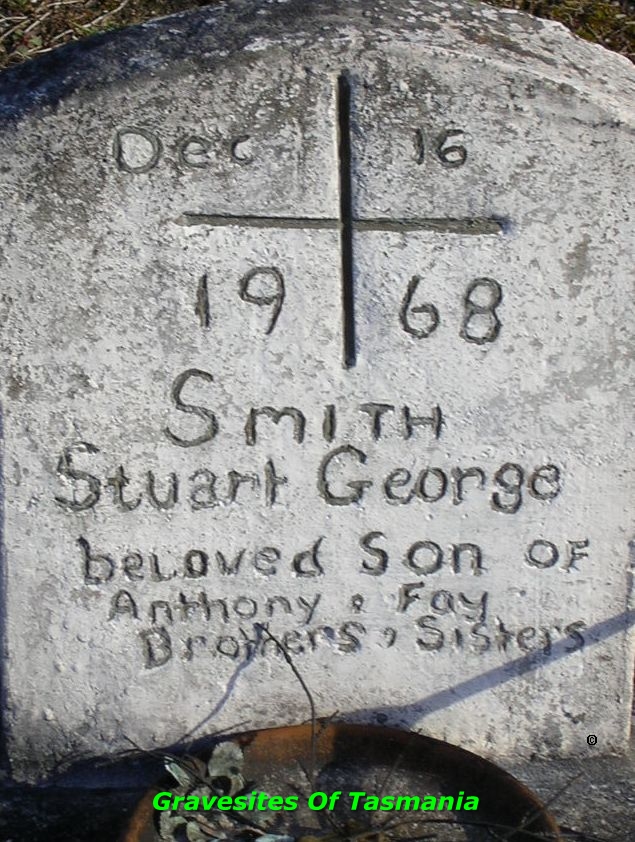 Dec 16
19 68
SMITH
Stuart George
beloved Son OF
Anthony, Fay
Brothers, Sisters
©
Gravesites Of Tasmania